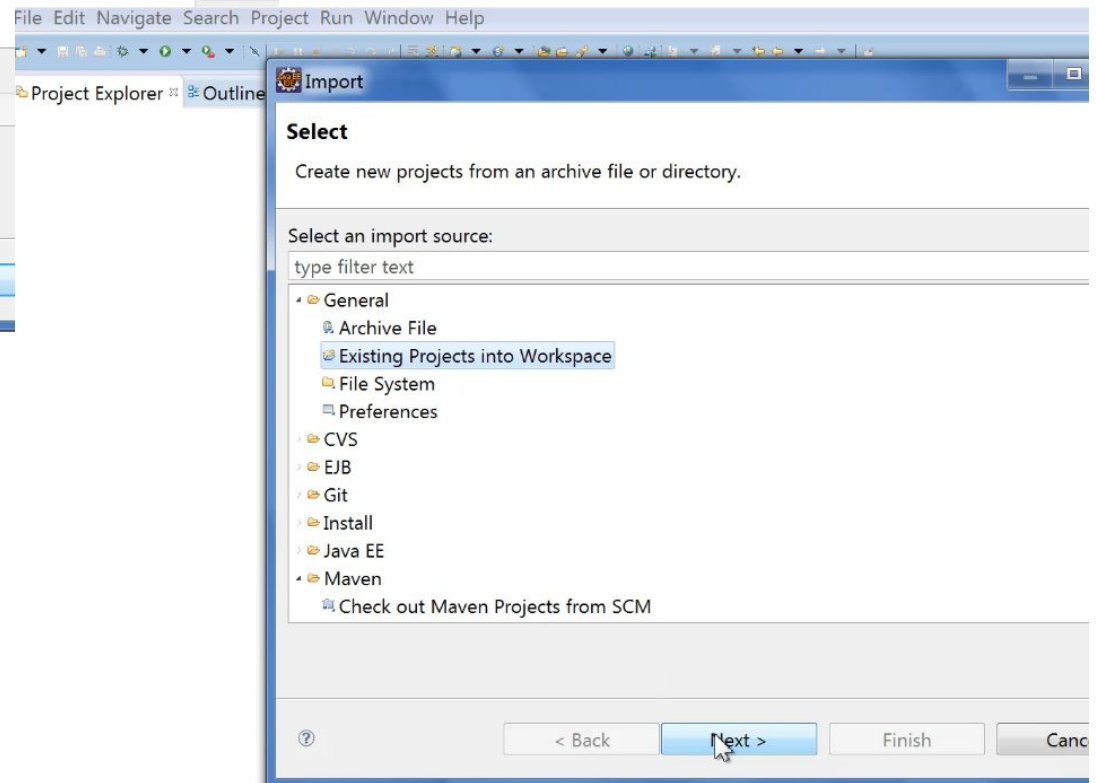 File Edit Navigate Search Project Run Window Help
Project Explorer Outline
Import
Select
Create new projects from an archive file or directory.
Select an import source:
type filter text
General
Archive File
Existing Projects into Workspace
File System
Preferences
CVS
EJB
Git
Install
Java EE
Maven
Check out Maven Projects from SCM
< Back Next > Finish Canc